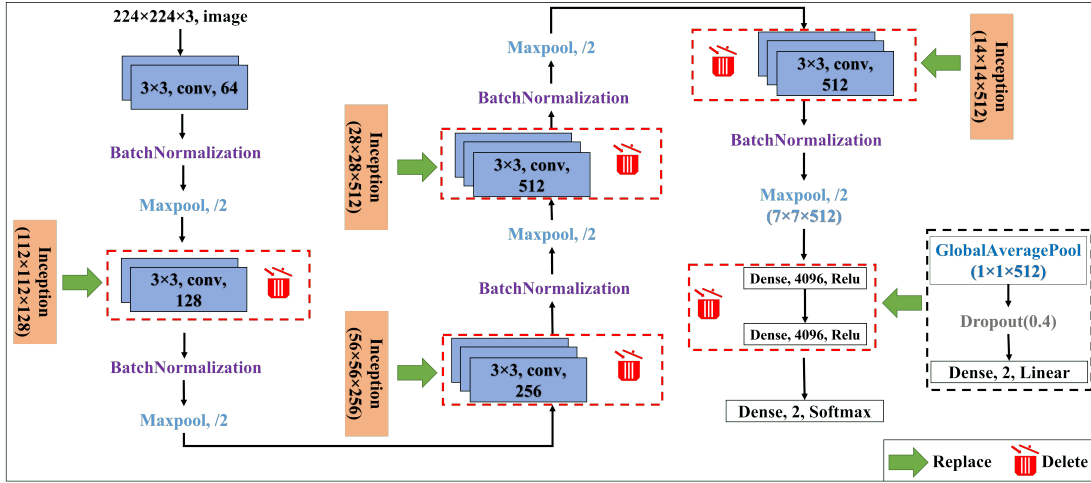 224×224×3, image
3×3, conv, 64
BatchNormalization
Maxpool, /2
Inception
(112×112×128)
3×3, conv,
128
BatchNormalization
Maxpool, /2
Inception
(56×56×256)
3×3, conv,
256
BatchNormalization
Maxpool, /2
Inception
(28×28×512)
3×3, conv,
512
BatchNormalization
Maxpool, /2
3×3, conv,
512
Inception
(14×14×512)
BatchNormalization
Maxpool, /2
(7×7×512)
Dense, 4096, Relu
Dense, 4096, Relu
Dense, 2, Softmax
GlobalAveragePool
(1×1×512)
Dropout(0.4)
Dense, 2, Linear
Replace
Delete